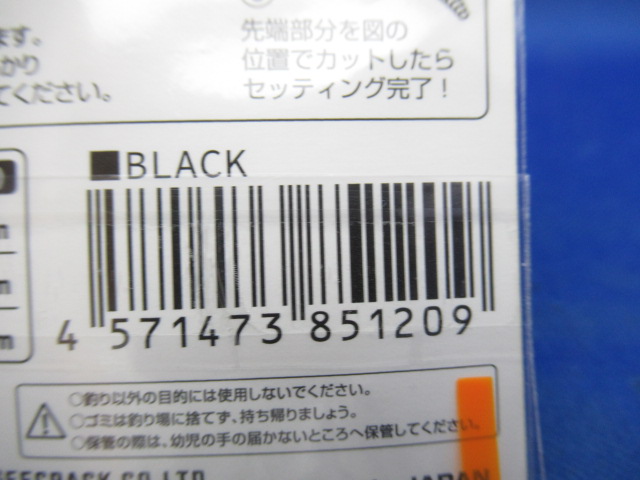 ます。
かり
てください。
先端部分を図の
位置でカットしたら
セッティング完了！
■BLACK
4 571473 851209
○釣り以外の目的には使用しないでください。
○ゴミは釣り場に捨てず、持ち帰りましょう。
○保管の際は、幼児の手の届かないところへ保管してください。
CO.,LTD.
JAPAN